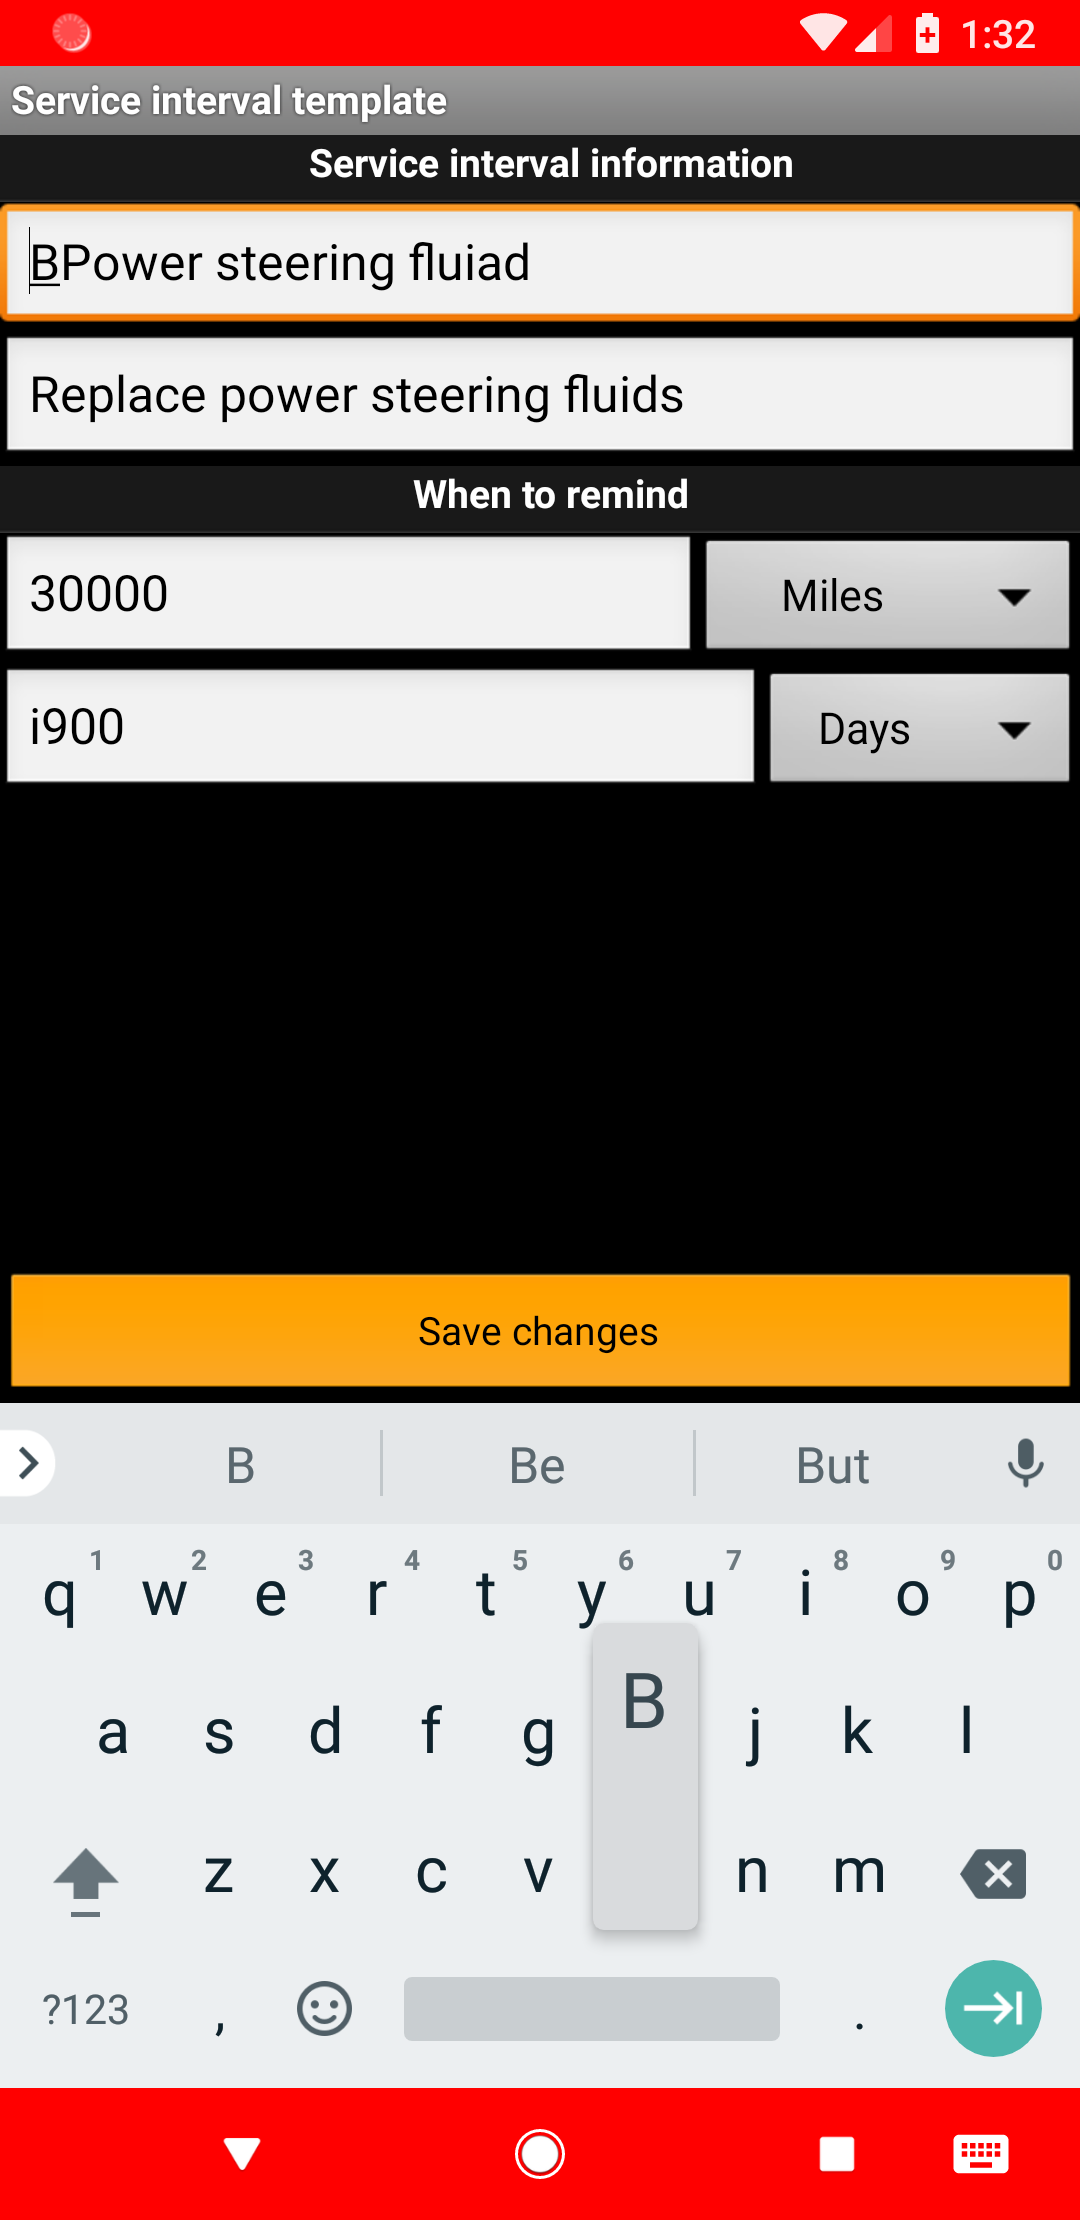 1:32
Service interval template
Service interval information
BPower steering fluiad
Replace power steering fluids
When to remind
30000 Miles
i900 Days
Save changes
B Be But
1 2 3 4 5 6 7 8 9 0
q w e r t y u i o p
B
a s d f g j k l
z x c v n m
?123 , .